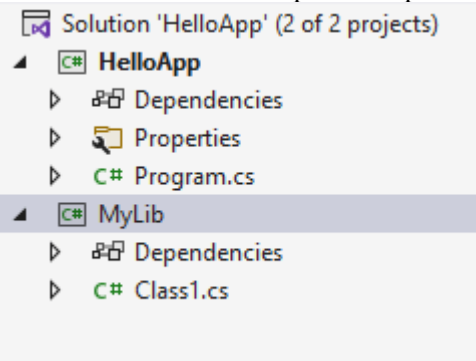 Solution 'HelloApp' (2 of 2 projects)
C# HelloApp
Dependencies
Properties
C# Program.cs
C# MyLib
Dependencies
C# Class1.cs